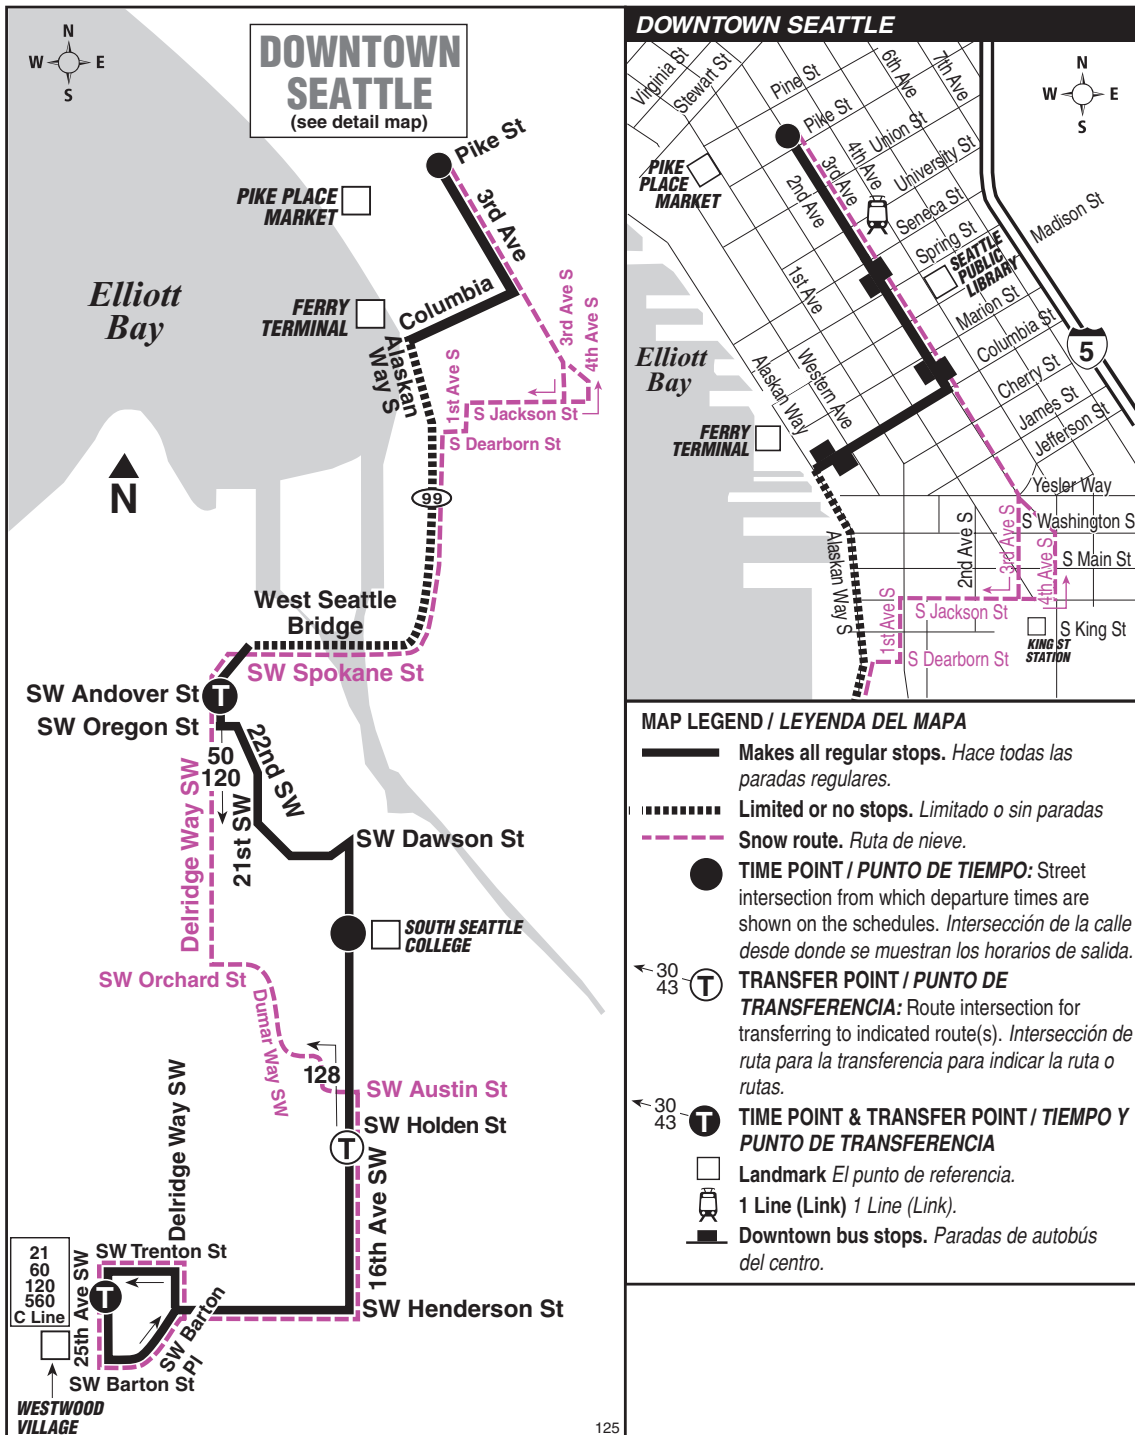 N
W E
S
DOWNTOWN
SEATTLE
(see detail map)
Pike St
PIKE PLACE
MARKET
3rd Ave
Elliott
Bay
FERRY
TERMINAL
Columbia
Alaskan
Way S
3rd Ave S
4th Ave S
1st Ave S
S Jackson St
S Dearborn St
N
99
West Seattle
Bridge
SW Spokane St
SW Andover St
T
SW Oregon St
50
120
22nd SW
21st SW
Delridge Way SW
SW Dawson St
SOUTH SEATTLE
COLLEGE
SW Orchard St
Dumar Way SW
128
SW Austin St
SW Holden St
T
16th Ave SW
Delridge Way SW
21
60
120
560
C Line
SW Trenton St
T
25th Ave SW
SW Barton
Pl
SW Henderson St
SW Barton St
WESTWOOD
VILLAGE
125
DOWNTOWN SEATTLE
N
W E
S
Virginia St
Stewart St
Pine St
Pike St
6th Ave
7th Ave
Union St
University St
4th Ave
3rd Ave
2nd Ave
Seneca St
Spring St
Madison St
PIKE
PLACE
MARKET
SEATTLE
PUBLIC
LIBRARY
1st Ave
Marion St
Columbia St
5
Elliott
Bay
Western Ave
Alaskan Way
Cherry St
James St
Jefferson St
FERRY
TERMINAL
Yesler Way
S Washington S
S Main St
Alaskan Way S
2nd Ave S
3rd Ave S
4th Ave S
1st Ave S
S Jackson St
S King St
KING ST
STATION
S Dearborn St
MAP LEGEND / LEYENDA DEL MAPA
Makes all regular stops. Hace todas las
paradas regulares.
Limited or no stops. Limitado o sin paradas
Snow route. Ruta de nieve.
TIME POINT / PUNTO DE TIEMPO: Street
intersection from which departure times are
shown on the schedules. Intersección de la calle
desde donde se muestran los horarios de salida.
30
43
T
TRANSFER POINT / PUNTO DE
TRANSFERENCIA: Route intersection for
transferring to indicated route(s). Intersección de
ruta para la transferencia para indicar la ruta o
rutas.
30
43
T
TIME POINT & TRANSFER POINT / TIEMPO Y
PUNTO DE TRANSFERENCIA
Landmark El punto de referencia.
1 Line (Link) 1 Line (Link).
Downtown bus stops. Paradas de autobús
del centro.